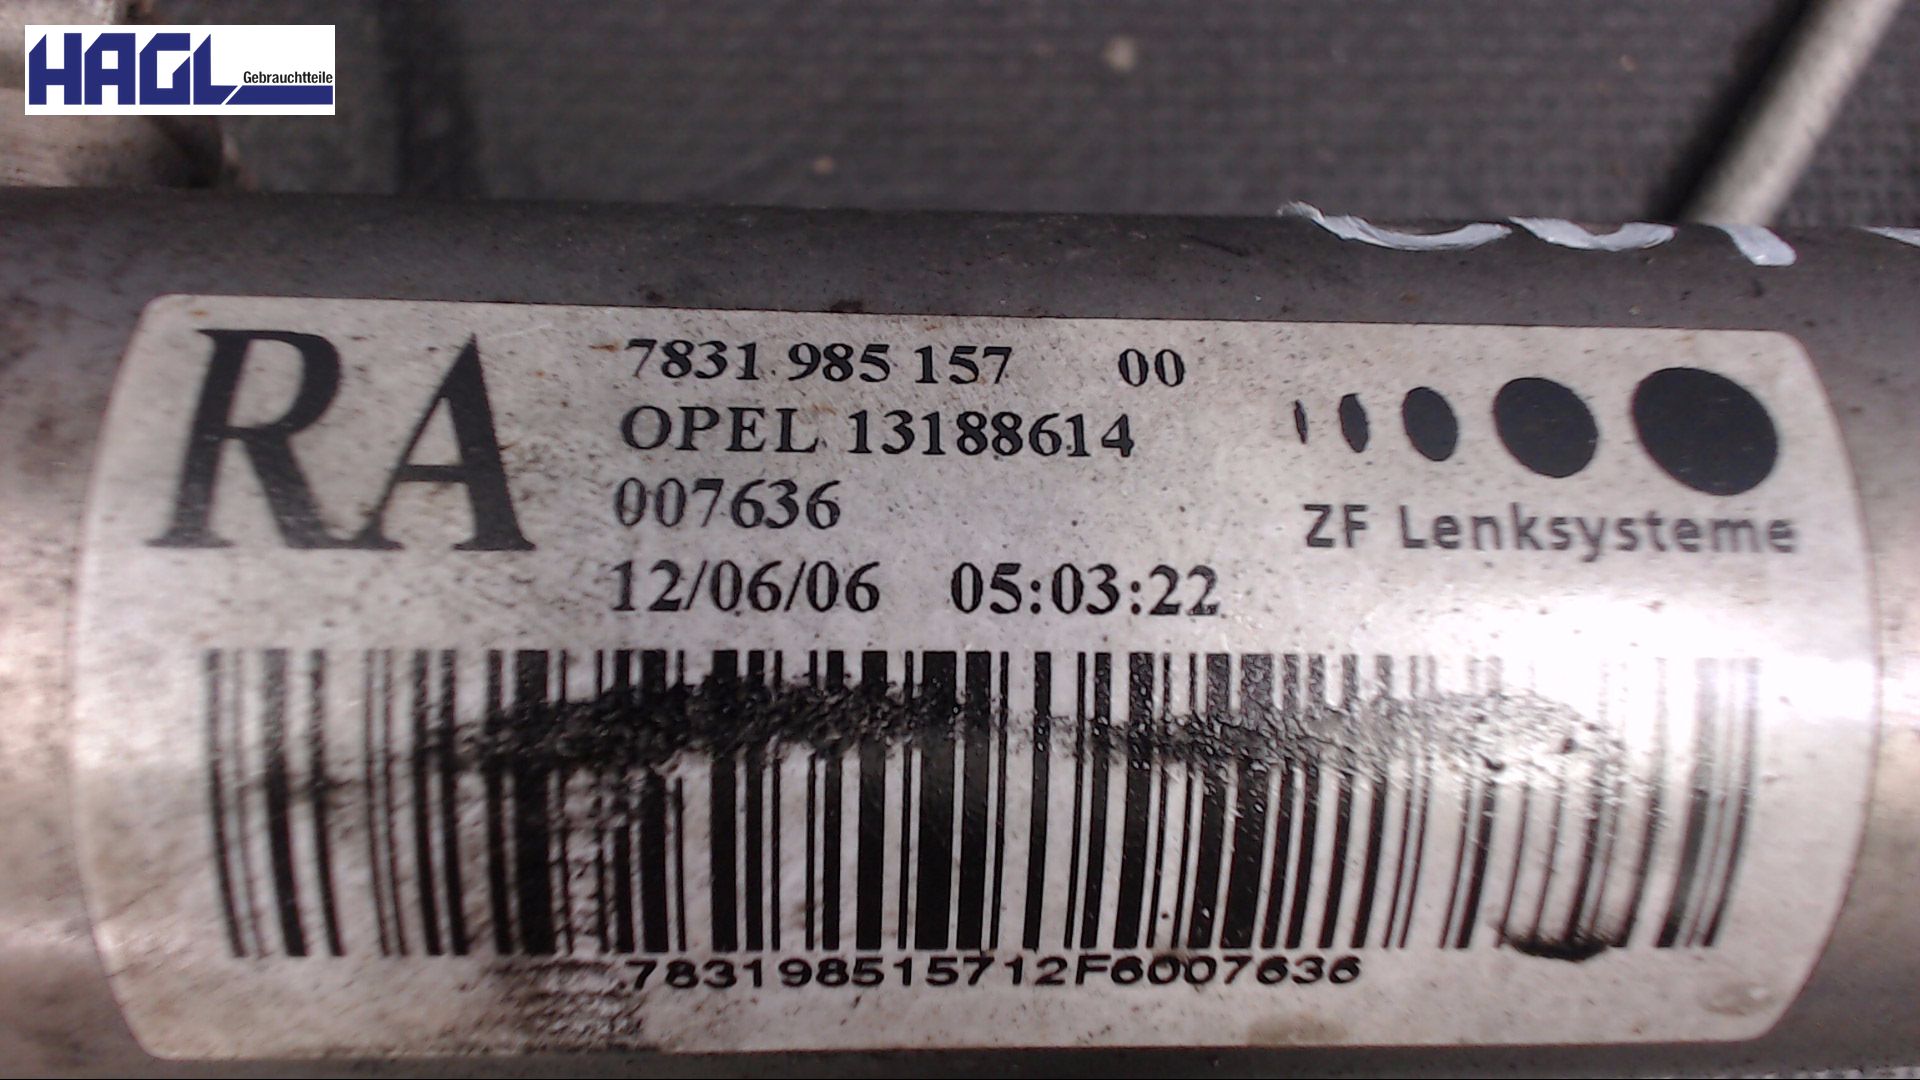 HAGL Gebrauchtteile
RA
7831 985 157 00
OPEL 13188614
007636
12/06/06 05:03:22
ZF Lenksysteme
783198515712F6007636